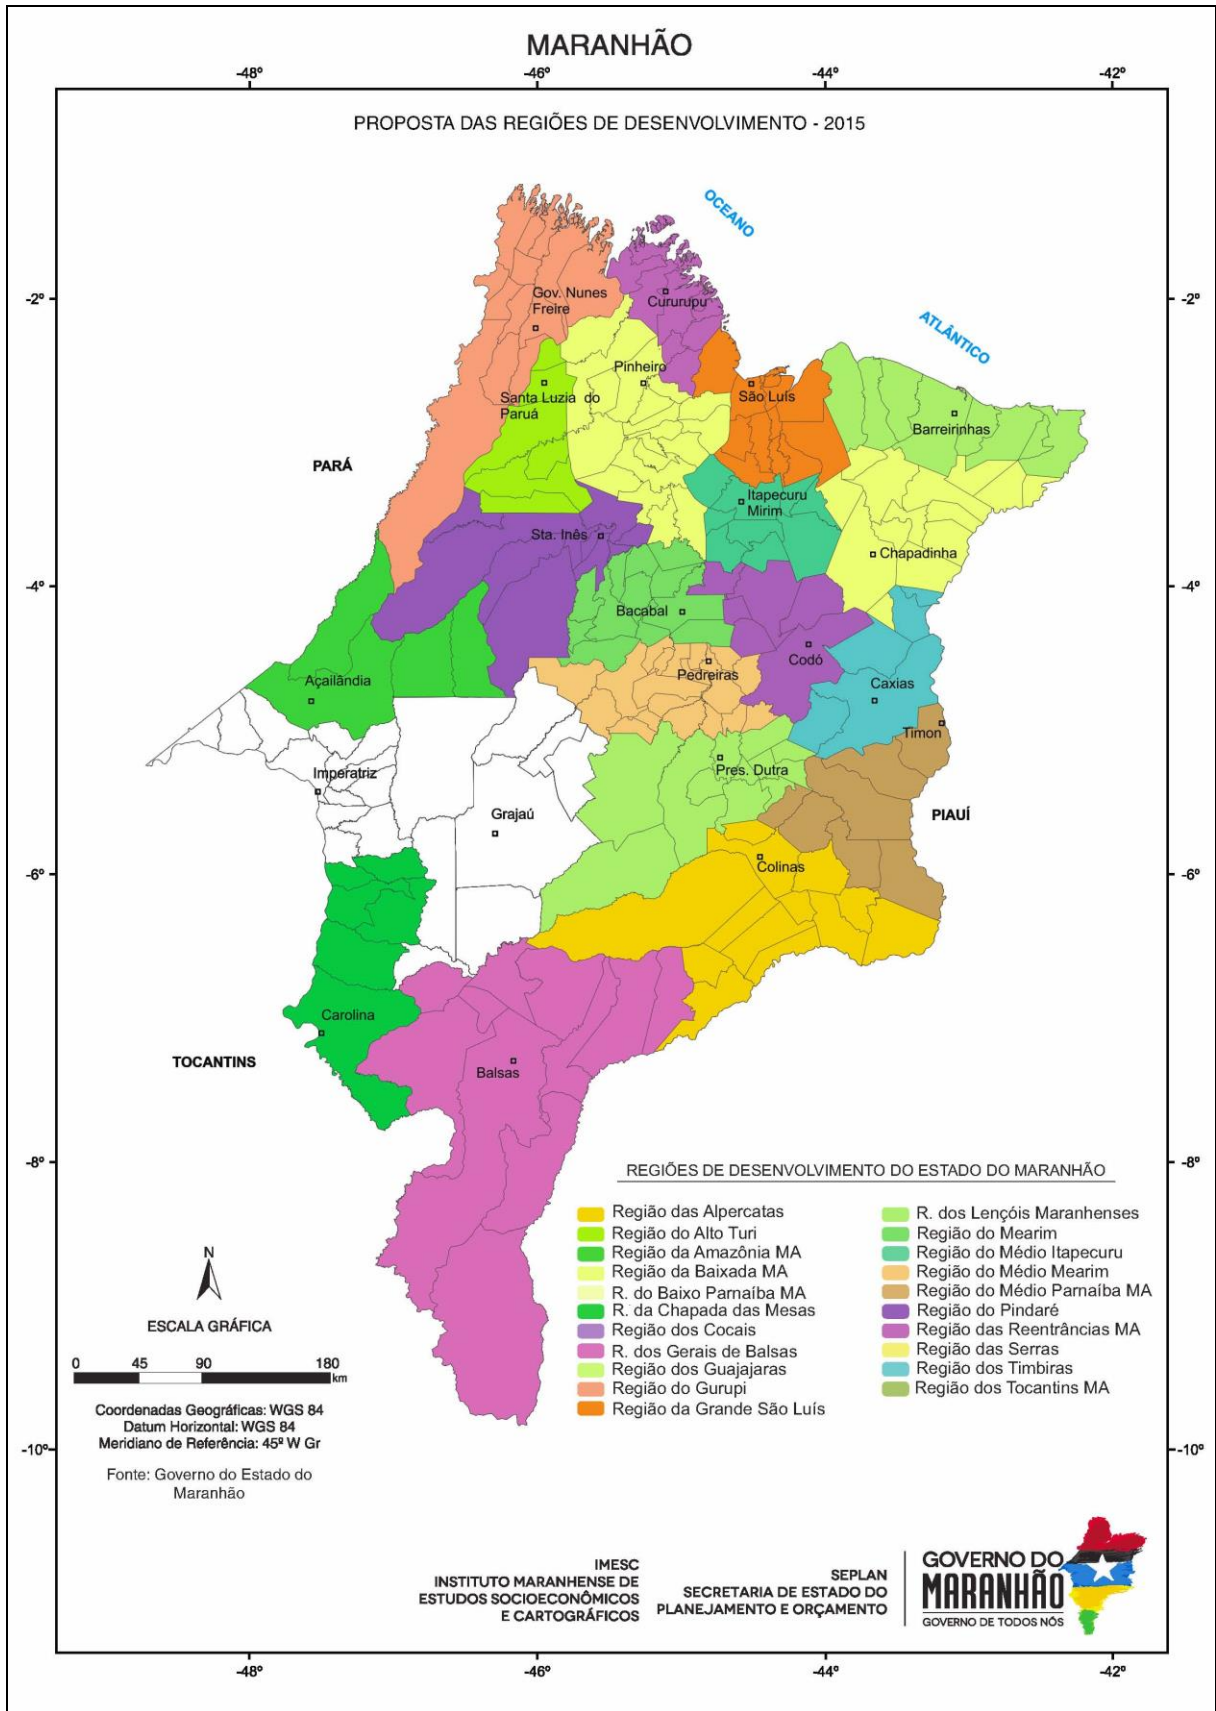 MARANHÃO
-48º -46º -44º -42º
PROPOSTA DAS REGIÕES DE DESENVOLVIMENTO - 2015
OCEANO
ATLÂNTICO
-2º -2º
Gov. Nunes
Freire
Cururupu
Pinheiro
Santa Luzia do
Paruá
São Luís
Barreirinhas
PARÁ
Itapecuru
Mirim
Sta. Inês
Chapadinha
-4º -4º
Bacabal
Codó
Pedreiras
Açailândia
Caxias
Timon
Imperatriz
Pres. Dutra
Grajaú
PIAUÍ
Colinas
-6º -6º
Carolina
TOCANTINS
Balsas
-8º -8º
REGIÕES DE DESENVOLVIMENTO DO ESTADO DO MARANHÃO
Região das Alpercatas
Região do Alto Turi
Região da Amazônia MA
Região da Baixada MA
R. do Baixo Parnaíba MA
R. da Chapada das Mesas
Região dos Cocais
R. dos Gerais de Balsas
Região dos Guajajaras
Região do Gurupi
Região da Grande São Luís
R. dos Lençóis Maranhenses
Região do Mearim
Região do Médio Itapecuru
Região do Médio Mearim
Região do Médio Parnaíba MA
Região do Pindaré
Região das Reentrâncias MA
Região das Serras
Região dos Timbiras
Região dos Tocantins MA
N
ESCALA GRÁFICA
0 45 90 180
km
Coordenadas Geográficas: WGS 84
Datum Horizontal: WGS 84
Meridiano de Referência: 45º W Gr
-10º -10º
Fonte: Governo do Estado do
Maranhão
IMESC
INSTITUTO MARANHENSE DE
ESTUDOS SOCIOECONÔMICOS
E CARTOGRÁFICOS
SEPLAN
SECRETARIA DE ESTADO DO
PLANEJAMENTO E ORÇAMENTO
GOVERNO DO
MARANHÃO
GOVERNO DE TODOS NÓS
-48º -46º -44º -42º